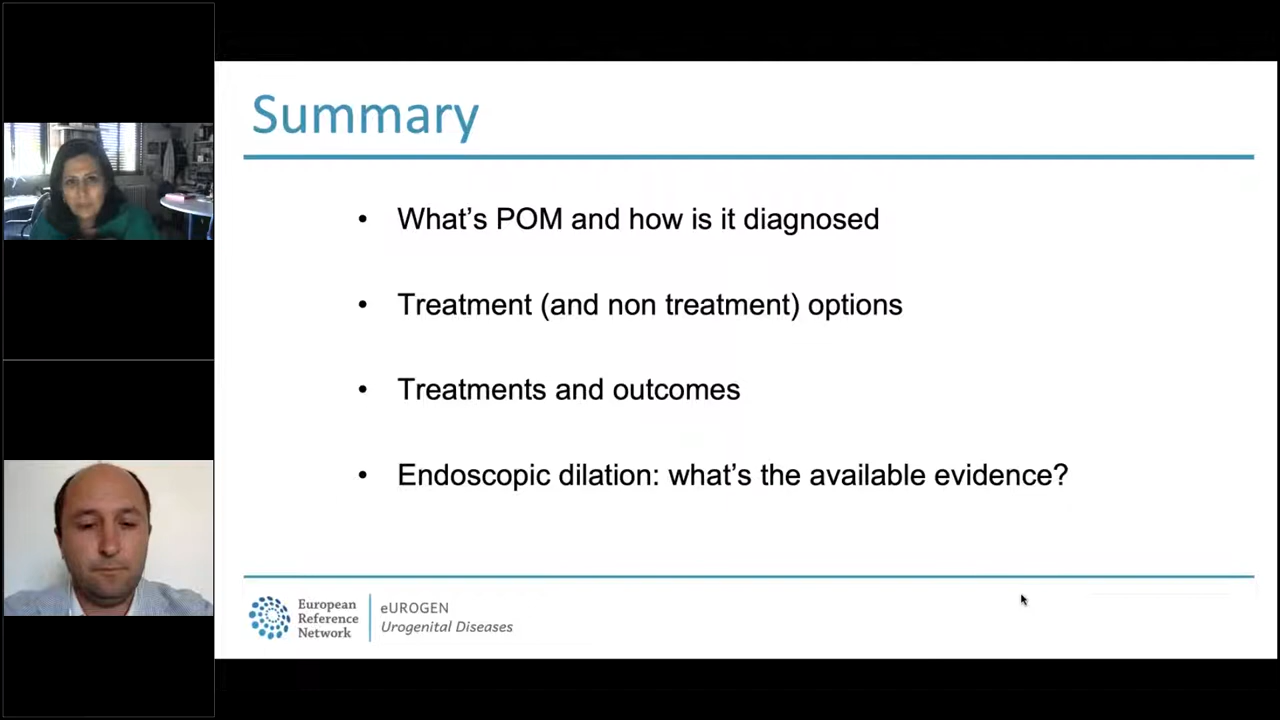 Summary
• What’s POM and how is it diagnosed
• Treatment (and non treatment) options
• Treatments and outcomes
• Endoscopic dilation: what’s the available evidence?
European
Reference
Network
eUROGEN
Urogenital Diseases